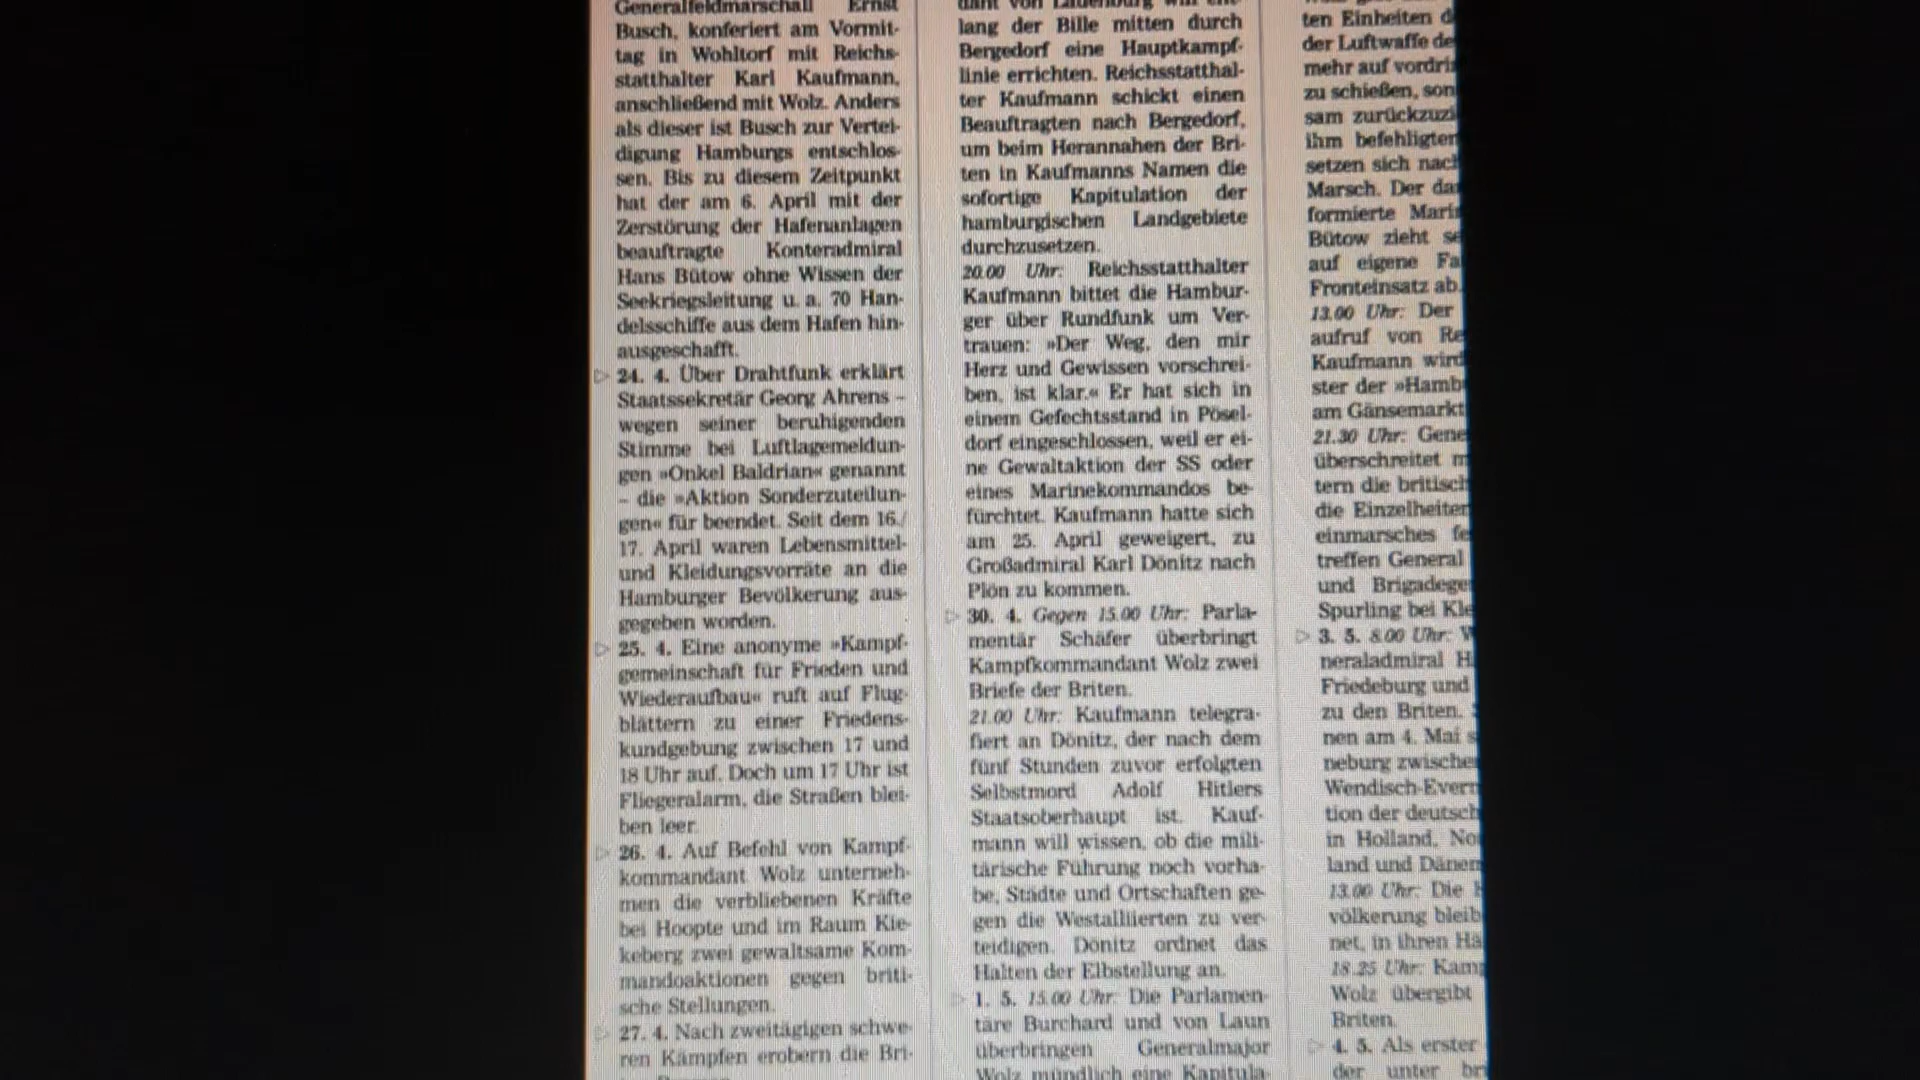 Generalfeldmarschall Ernst
Busch, konferiert am Vormit-
tag in Wohltorf mit Reichs-
statthalter Karl Kaufmann,
anschließend mit Wolz. Anders
als dieser ist Busch zur Vertei-
digung Hamburgs entschlos-
sen. Bis zu diesem Zeitpunkt
hat der am 6. April mit der
Zerstörung der Hafenanlagen
beauftragte Konteradmiral
Hans Bütow ohne Wissen der
Seekriegsleitung u. a. 70 Han-
delsschiffe aus dem Hafen hin-
ausgeschafft.
▷ 24. 4. Über Drahtfunk erklärt
Staatssekretär Georg Ahrens –
wegen seiner beruhigenden
Stimme bei Luftlagemeldun-
gen »Onkel Baldrian« genannt
– die »Aktion Sonderzuteilun-
gen« für beendet. Seit dem 16./
17. April waren Lebensmittel-
und Kleidungsvorräte an die
Hamburger Bevölkerung aus-
gegeben worden.
▷ 25. 4. Eine anonyme »Kampf-
gemeinschaft für Frieden und
Wiederaufbau« ruft auf Flug-
blättern zu einer Friedens-
kundgebung zwischen 17 und
18 Uhr auf. Doch um 17 Uhr ist
Fliegeralarm, die Straßen blei-
ben leer.
▷ 26. 4. Auf Befehl von Kampf-
kommandant Wolz unterneh-
men die verbliebenen Kräfte
bei Hoopte und im Raum Kie-
keberg zwei gewaltsame Kom-
mandoaktionen gegen briti-
sche Stellungen.
▷ 27. 4. Nach zweitägigen schwe-
ren Kämpfen erobern die Bri-
dant von Lauenburg will ent-
lang der Bille mitten durch
Bergedorf eine Hauptkampf-
linie errichten. Reichsstatthal-
ter Kaufmann schickt einen
Beauftragten nach Bergedorf,
um beim Herannahen der Bri-
ten in Kaufmanns Namen die
sofortige Kapitulation der
hamburgischen Landgebiete
durchzusetzen.
20.00 Uhr: Reichsstatthalter
Kaufmann bittet die Hambur-
ger über Rundfunk um Ver-
trauen: »Der Weg, den mir
Herz und Gewissen vorschrei-
ben, ist klar.« Er hat sich in
einem Gefechtsstand in Pösel-
dorf eingeschlossen, weil er ei-
ne Gewaltaktion der SS oder
eines Marinekommandos be-
fürchtet. Kaufmann hatte sich
am 25. April geweigert, zu
Großadmiral Karl Dönitz nach
Plön zu kommen.
▷ 30. 4. Gegen 15.00 Uhr: Parla-
mentär Schäfer überbringt
Kampfkommandant Wolz zwei
Briefe der Briten.
21.00 Uhr: Kaufmann telegra-
fiert an Dönitz, der nach dem
fünf Stunden zuvor erfolgten
Selbstmord Adolf Hitlers
Staatsoberhaupt ist. Kauf-
mann will wissen, ob die mili-
tärische Führung noch vorha-
be, Städte und Ortschaften ge-
gen die Westalliierten zu ver-
teidigen. Dönitz ordnet das
Halten der Elbstellung an.
▷ 1. 5. 15.00 Uhr: Die Parlamen-
täre Burchard und von Laun
überbringen Generalmajor
Wolz mündlich eine Kapitula-
ten Einheiten d
der Luftwaffe de
mehr auf vordri
zu schießen, son
sam zurückzuzi
ihm befehligten
setzen sich nach
Marsch. Der da
formierte Mari
Bütow zieht se
auf eigene Fa
Fronteinsatz ab.
13.00 Uhr: Der
aufruf von Re
Kaufmann wird
ster der »Hamb
am Gänsemarkt
21.30 Uhr: Gene
überschreitet m
tern die britisch
die Einzelheiten
einmarsches fe
treffen General
und Brigadege
Spurling bei Kle
▷ 3. 5. 8.00 Uhr:
neraladmiral H
Friedeburg und
zu den Briten.
nen am 4. Mai s
neburg zwische
Wendisch-Evern
tion der deutsch
in Holland, No
land und Dänem
13.00 Uhr: Die
völkerung bleib
net, in ihren Hä
18.25 Uhr: Kamp
Wolz übergibt
Briten.
▷ 4. 5. Als erster
der unter bri